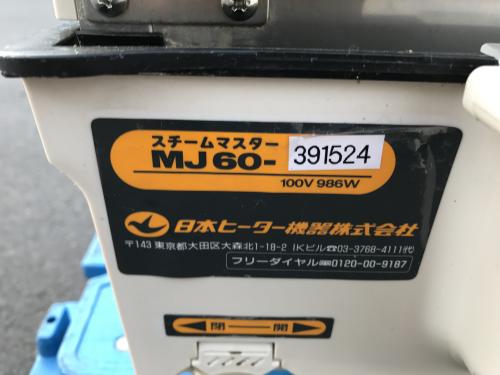 スチームマスター
MJ60-391524
100V 986W
日本ヒーター機器株式会社
〒143 東京都大田区大森北1-18-2 IKビル☎03-3768-4111代
フリーダイヤル 0120-00-9187
閉 開